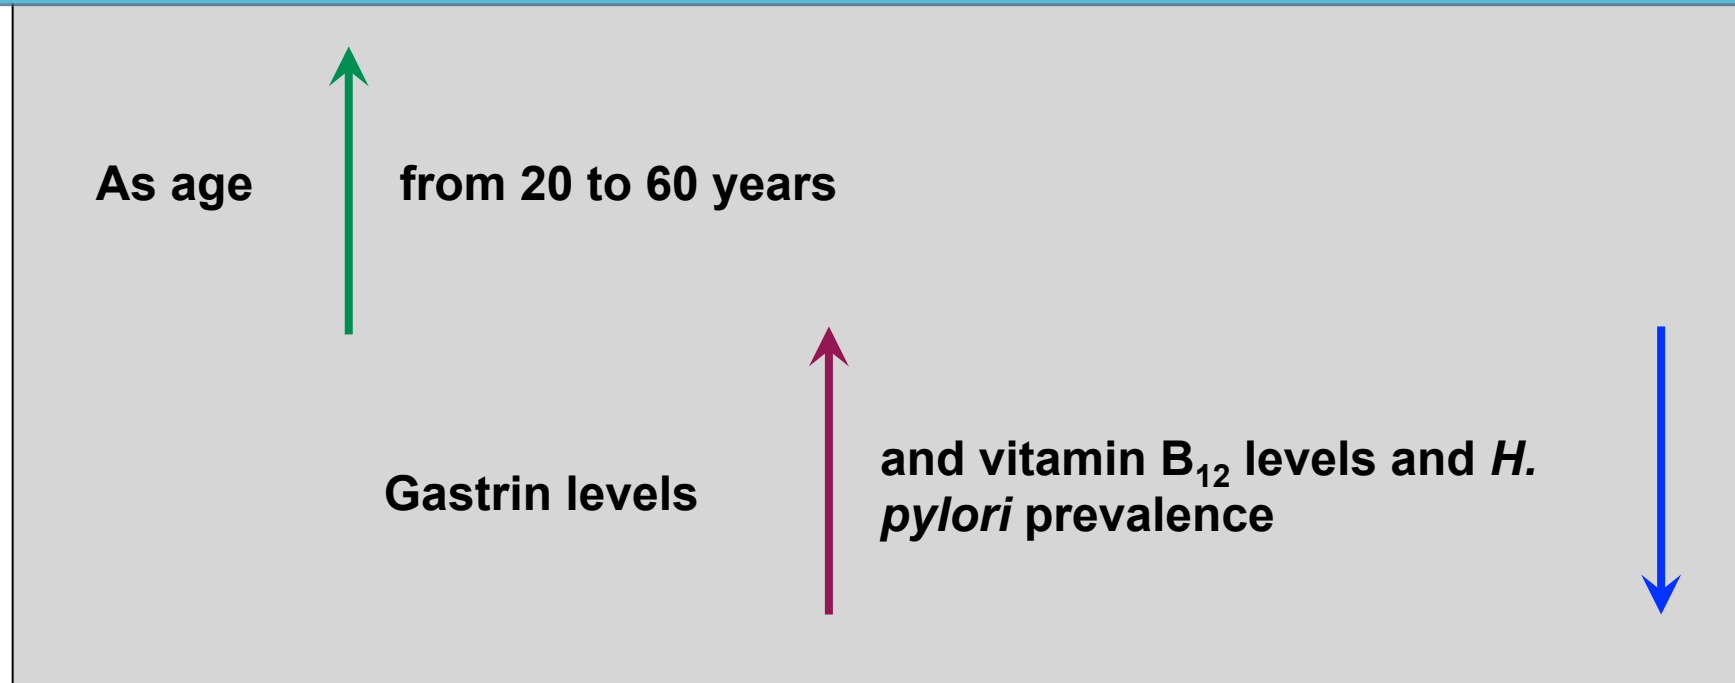 As age from 20 to 60 years
Gastrin levels
and vitamin B₁₂ levels and H.
pylori prevalence